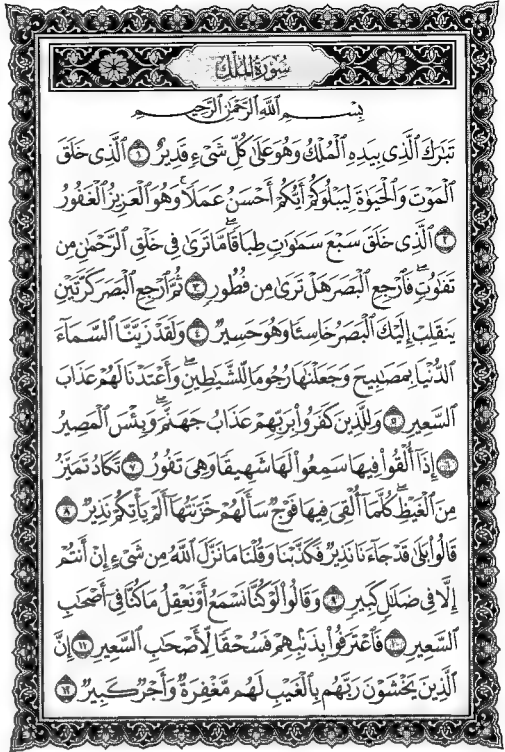 سُورَةُ المُلْكِ
بِسْمِ ٱللَّهِ ٱلرَّحْمَٰنِ ٱلرَّحِيمِ
تَبَٰرَكَ ٱلَّذِى بِيَدِهِ ٱلْمُلْكُ وَهُوَ عَلَىٰ كُلِّ شَىْءٍ قَدِيرٌ ١ ٱلَّذِى خَلَقَ
ٱلْمَوْتَ وَٱلْحَيَوٰةَ لِيَبْلُوَكُمْ أَيُّكُمْ أَحْسَنُ عَمَلًا ۚ وَهُوَ ٱلْعَزِيزُ ٱلْغَفُورُ
٢ ٱلَّذِى خَلَقَ سَبْعَ سَمَٰوَٰتٍ طِبَاقًا ۖ مَّا تَرَىٰ فِى خَلْقِ ٱلرَّحْمَٰنِ مِن
تَفَٰوُتٍ ۖ فَٱرْجِعِ ٱلْبَصَرَ هَلْ تَرَىٰ مِن فُطُورٍ ٣ ثُمَّ ٱرْجِعِ ٱلْبَصَرَ كَرَّتَيْنِ
يَنقَلِبْ إِلَيْكَ ٱلْبَصَرُ خَاسِئًا وَهُوَ حَسِيرٌ ٤ وَلَقَدْ زَيَّنَّا ٱلسَّمَآءَ
ٱلدُّنْيَا بِمَصَٰبِيحَ وَجَعَلْنَٰهَا رُجُومًا لِّلشَّيَٰطِينِ ۖ وَأَعْتَدْنَا لَهُمْ عَذَابَ
ٱلسَّعِيرِ ٥ وَلِلَّذِينَ كَفَرُوا۟ بِرَبِّهِمْ عَذَابُ جَهَنَّمَ ۖ وَبِئْسَ ٱلْمَصِيرُ
٦ إِذَآ أُلْقُوا۟ فِيهَا سَمِعُوا۟ لَهَا شَهِيقًا وَهِىَ تَفُورُ ٧ تَكَادُ تَمَيَّزُ
مِنَ ٱلْغَيْظِ ۖ كُلَّمَآ أُلْقِىَ فِيهَا فَوْجٌ سَأَلَهُمْ خَزَنَتُهَآ أَلَمْ يَأْتِكُمْ نَذِيرٌ ٨
قَالُوا۟ بَلَىٰ قَدْ جَآءَنَا نَذِيرٌ فَكَذَّبْنَا وَقُلْنَا مَا نَزَّلَ ٱللَّهُ مِن شَىْءٍ إِنْ أَنتُمْ
إِلَّا فِى ضَلَٰلٍ كَبِيرٍ ٩ وَقَالُوا۟ لَوْ كُنَّا نَسْمَعُ أَوْ نَعْقِلُ مَا كُنَّا فِىٓ أَصْحَٰبِ
ٱلسَّعِيرِ ١٠ فَٱعْتَرَفُوا۟ بِذَنۢبِهِمْ فَسُحْقًا لِّأَصْحَٰبِ ٱلسَّعِيرِ ١١ إِنَّ
ٱلَّذِينَ يَخْشَوْنَ رَبَّهُم بِٱلْغَيْبِ لَهُم مَّغْفِرَةٌ وَأَجْرٌ كَبِيرٌ ١٢